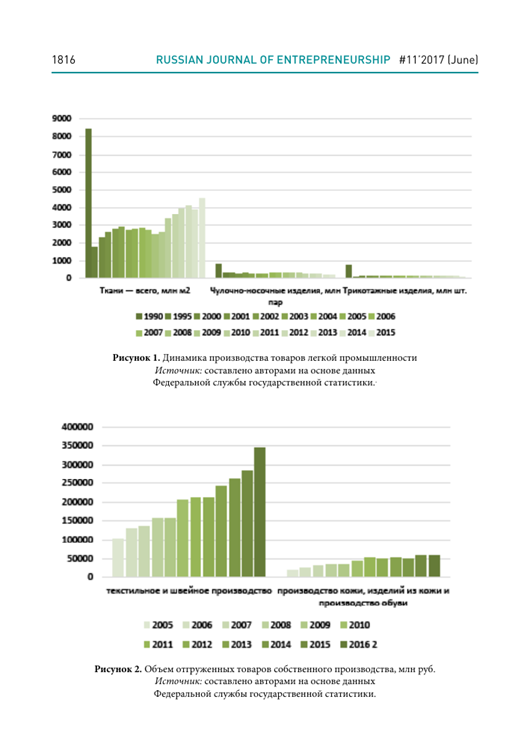 1816 RUSSIAN JOURNAL OF ENTREPRENEURSHIP #11’2017 (June)
9000
8000
7000
6000
5000
4000
3000
2000
1000
0
Ткани — всего, млн м2 Чулочно-носочные изделия, млн Трикотажные изделия, млн шт.
пар
1990 1995 2000 2001 2002 2003 2004 2005 2006
2007 2008 2009 2010 2011 2012 2013 2014 2015
Рисунок 1. Динамика производства товаров легкой промышленности
Источник: составлено авторами на основе данных
Федеральной службы государственной статистики.
400000
350000
300000
250000
200000
150000
100000
50000
0
текстильное и швейное производство производство кожи, изделий из кожи и
производство обуви
2005 2006 2007 2008 2009 2010
2011 2012 2013 2014 2015 2016 2
Рисунок 2. Объем отгруженных товаров собственного производства, млн руб.
Источник: составлено авторами на основе данных
Федеральной службы государственной статистики.